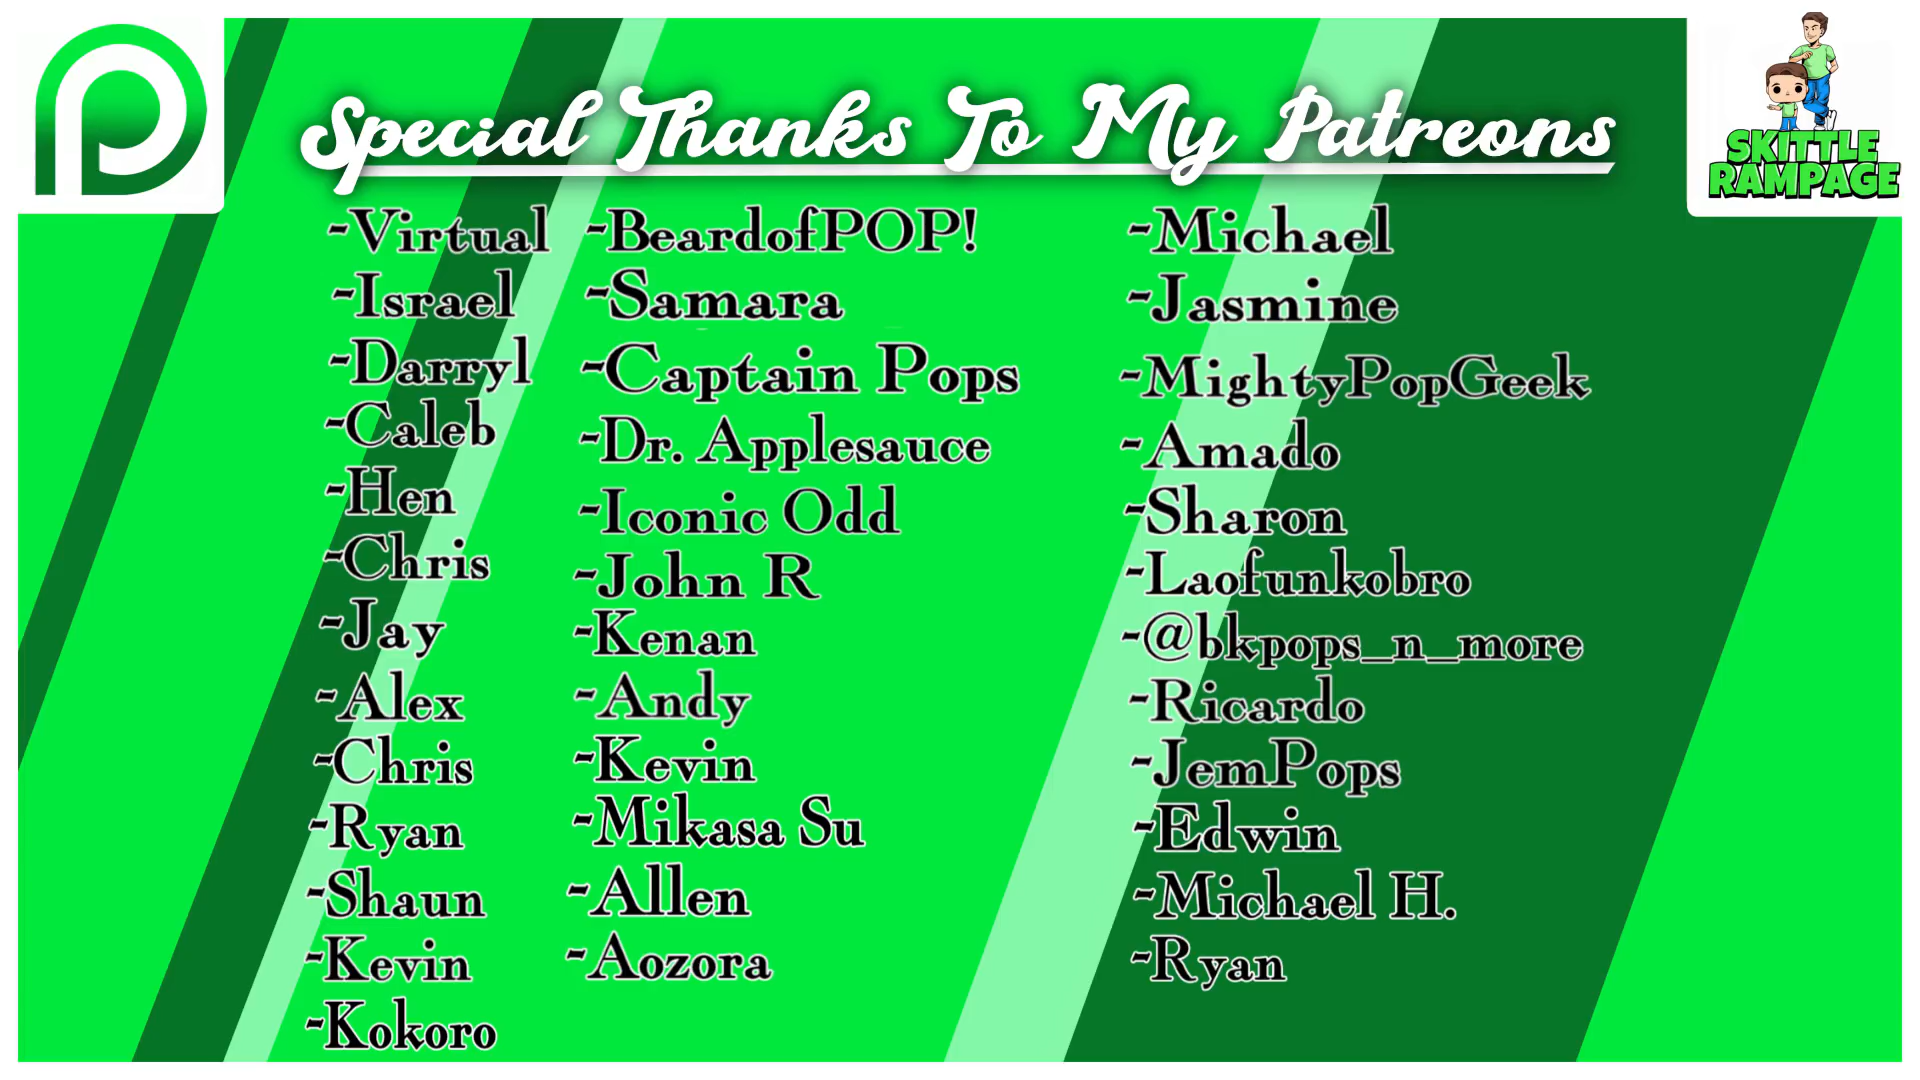 Special Thanks To My Patreons
SKITTLE
RAMPAGE
-Virtual
-Israel
-Darryl
-Caleb
-Hen
-Chris
-Jay
-Alex
-Chris
-Ryan
-Shaun
-Kevin
-Kokoro
-BeardofPOP!
-Samara
-Captain Pops
-Dr. Applesauce
-Iconic Odd
-John R
-Kenan
-Andy
-Kevin
-Mikasa Su
-Allen
-Aozora
-Michael
-Jasmine
-MightyPopGeek
-Amado
-Sharon
-Laofunkobro
-@bkpops_n_more
-Ricardo
-JemPops
-Edwin
-Michael H.
-Ryan